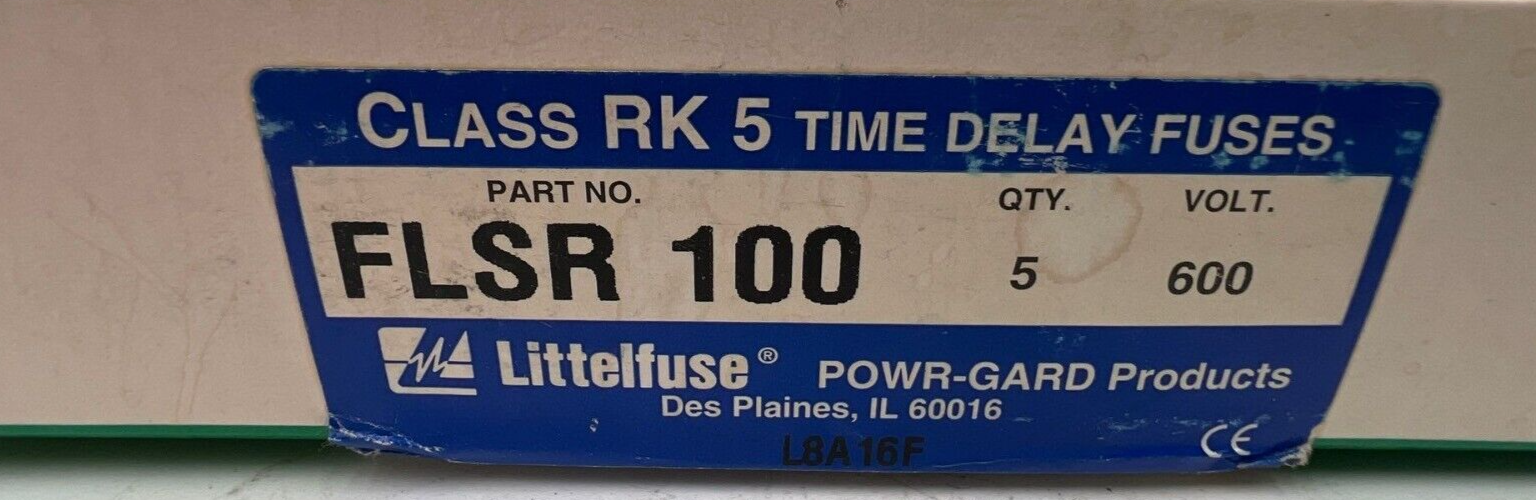 CLASS RK 5 TIME DELAY FUSES
PART NO. QTY. VOLT.
FLSR 100 5 600
Littelfuse® POWR-GARD Products
Des Plaines, IL 60016
L8A16F
CE